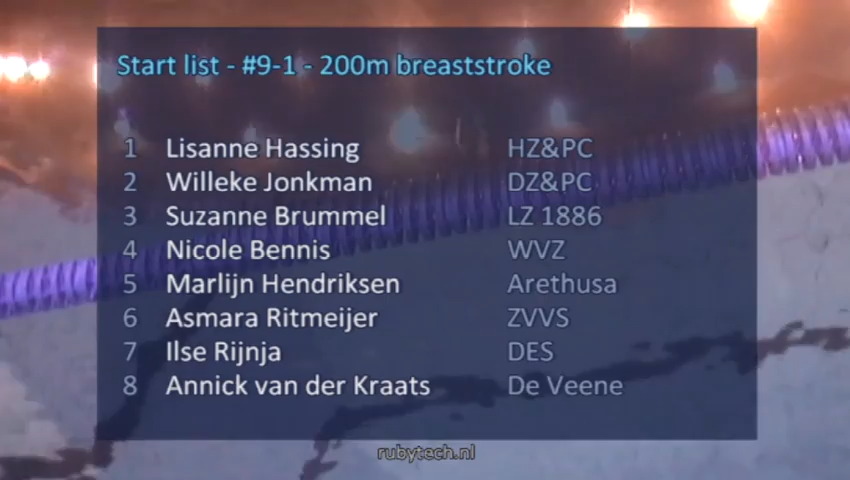 Start list - #9-1 - 200m breaststroke
1 Lisanne Hassing HZ&PC
2 Willeke Jonkman DZ&PC
3 Suzanne Brummel LZ 1886
4 Nicole Bennis WVZ
5 Marlijn Hendriksen Arethusa
6 Asmara Ritmeijer ZVVS
7 Ilse Rijnja DES
8 Annick van der Kraats De Veene
rubytech.nl